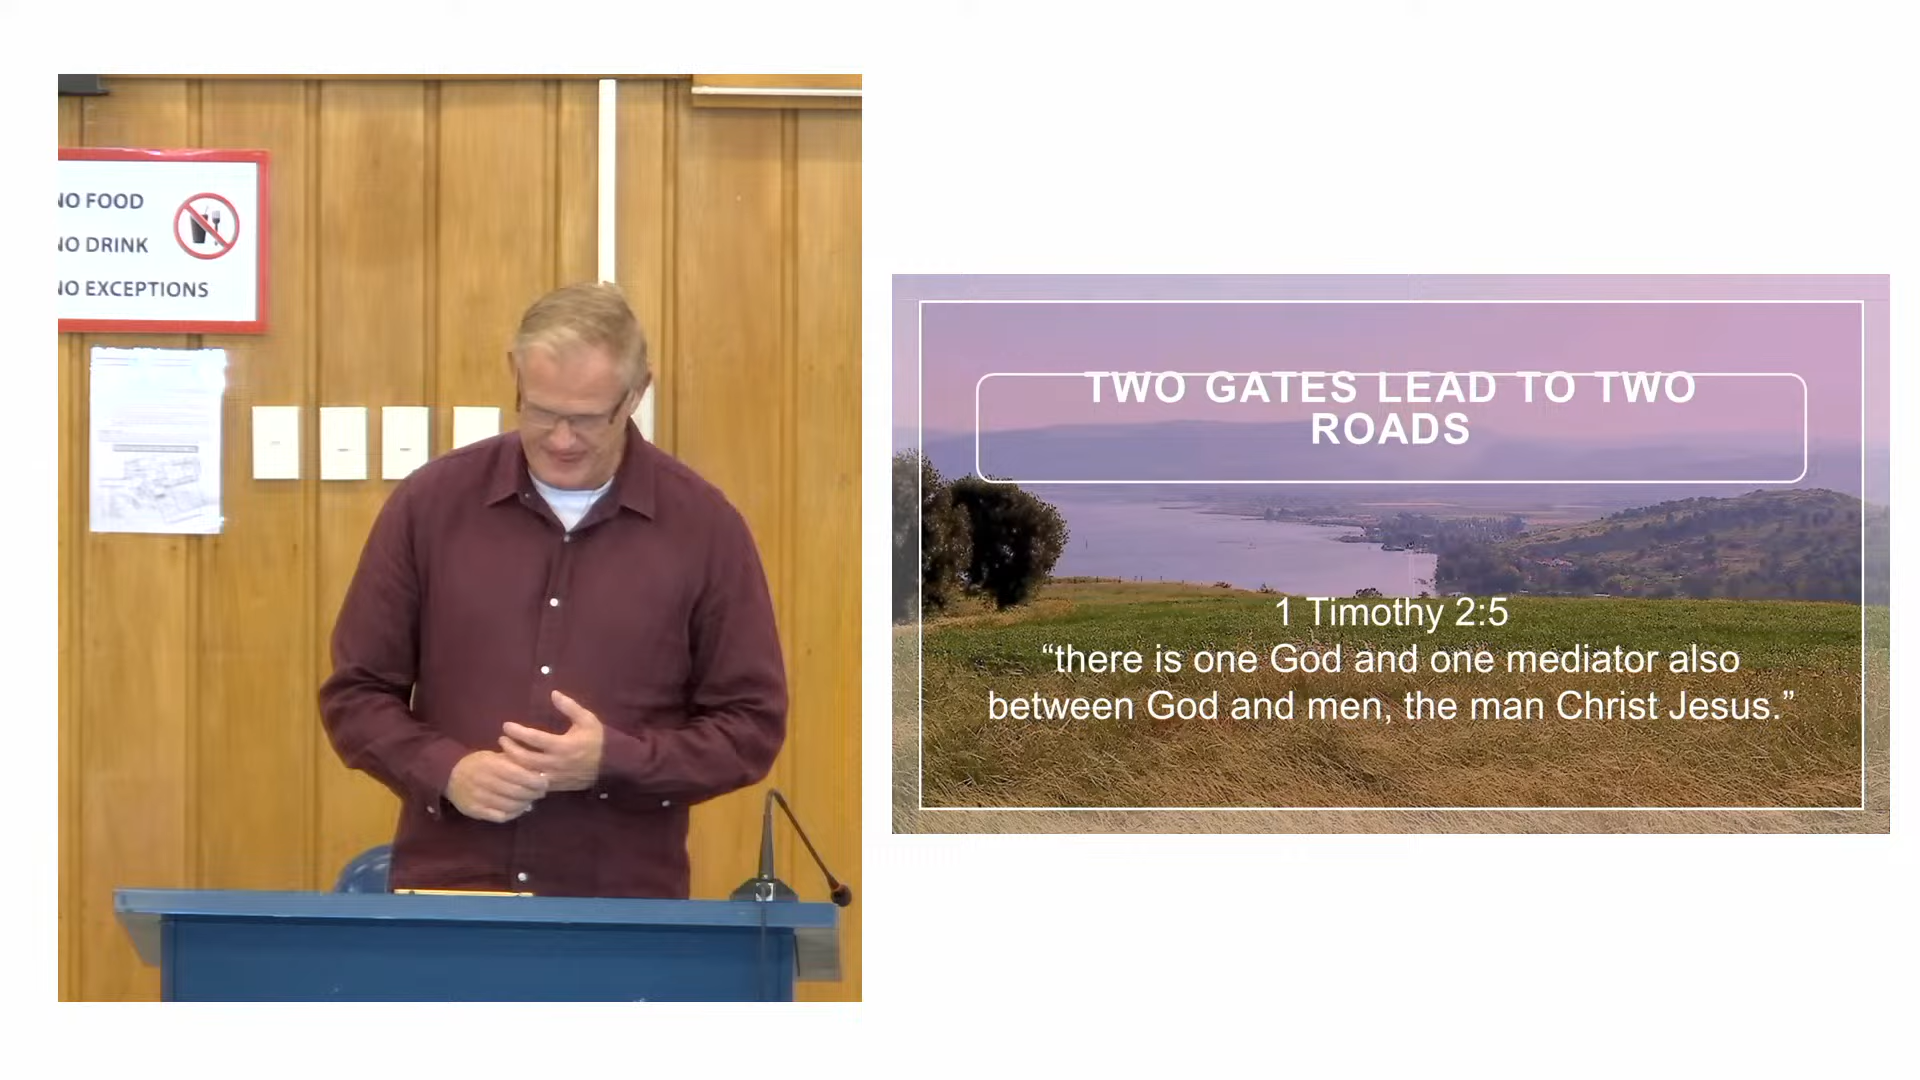 NO FOOD
NO DRINK
NO EXCEPTIONS
TWO GATES LEAD TO TWO
ROADS
1 Timothy 2:5
“there is one God and one mediator also
between God and men, the man Christ Jesus.”